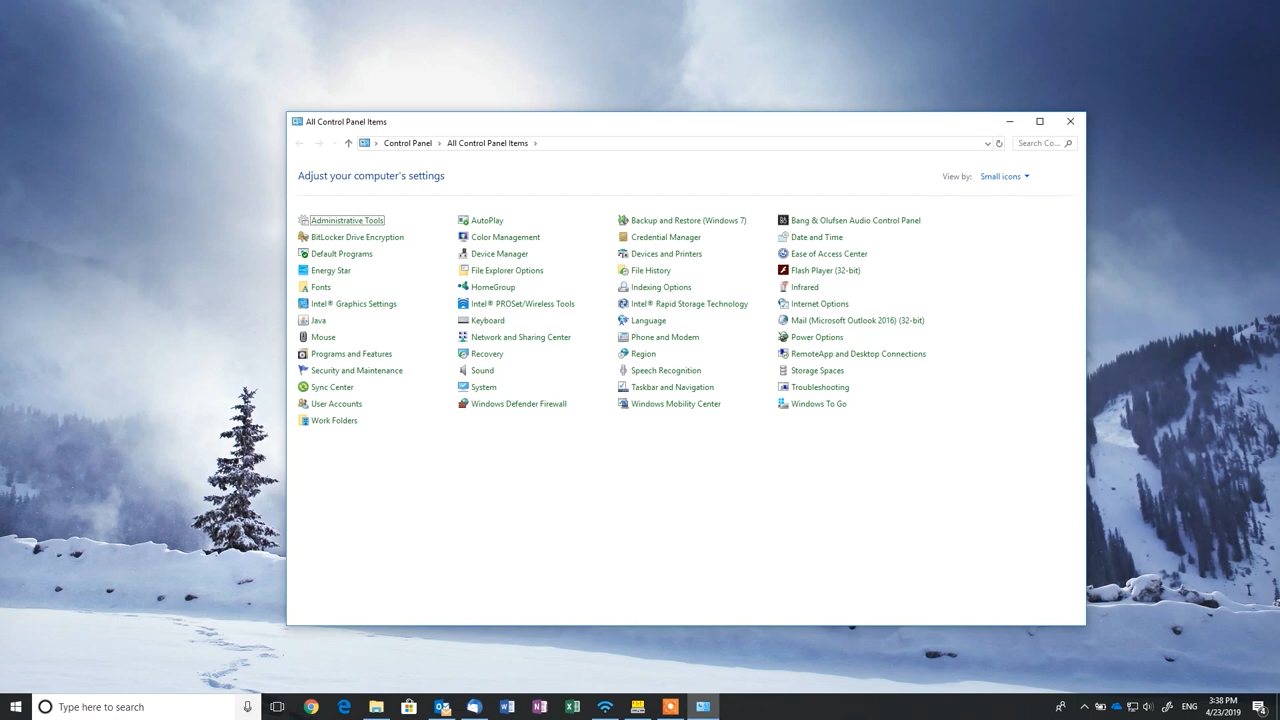 All Control Panel Items
Control Panel All Control Panel Items Search Co...
Adjust your computer's settings
View by: Small icons
Administrative Tools AutoPlay Backup and Restore (Windows 7) Bang & Olufsen Audio Control Panel
BitLocker Drive Encryption Color Management Credential Manager Date and Time
Default Programs Device Manager Devices and Printers Ease of Access Center
Energy Star File Explorer Options File History Flash Player (32-bit)
Fonts HomeGroup Indexing Options Infrared
Intel® Graphics Settings Intel® PROSet/Wireless Tools Intel® Rapid Storage Technology Internet Options
Java Keyboard Language Mail (Microsoft Outlook 2016) (32-bit)
Mouse Network and Sharing Center Phone and Modem Power Options
Programs and Features Recovery Region RemoteApp and Desktop Connections
Security and Maintenance Sound Speech Recognition Storage Spaces
Sync Center System Taskbar and Navigation Troubleshooting
User Accounts Windows Defender Firewall Windows Mobility Center Windows To Go
Work Folders
Type here to search
ENG
3:38 PM
4/23/2019
4